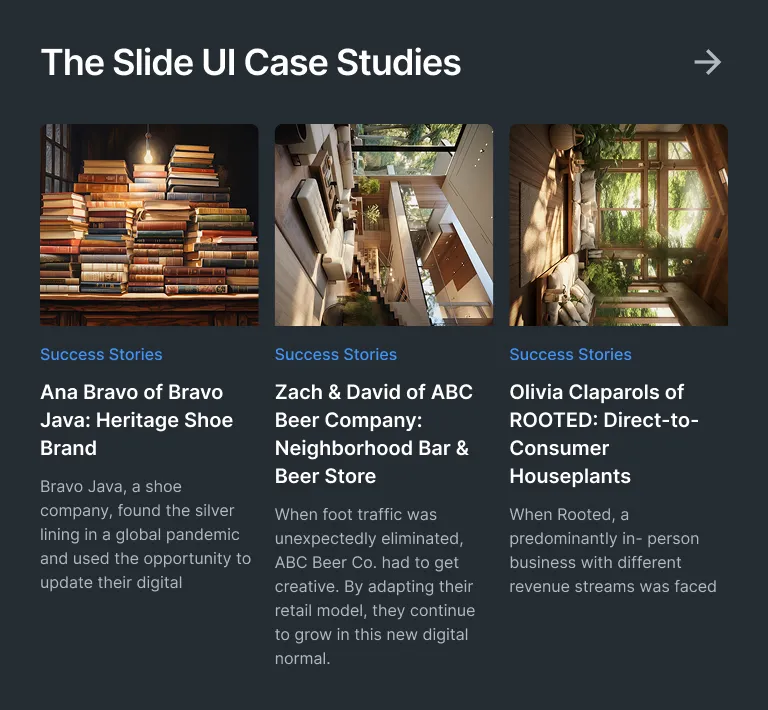 The Slide UI Case Studies
Success Stories
Ana Bravo of Bravo
Java: Heritage Shoe
Brand
Bravo Java, a shoe
company, found the silver
lining in a global pandemic
and used the opportunity to
update their digital
Success Stories
Zach & David of ABC
Beer Company:
Neighborhood Bar &
Beer Store
When foot traffic was
unexpectedly eliminated,
ABC Beer Co. had to get
creative. By adapting their
retail model, they continue
to grow in this new digital
normal.
Success Stories
Olivia Claparols of
ROOTED: Direct-to-
Consumer
Houseplants
When Rooted, a
predominantly in- person
business with different
revenue streams was faced